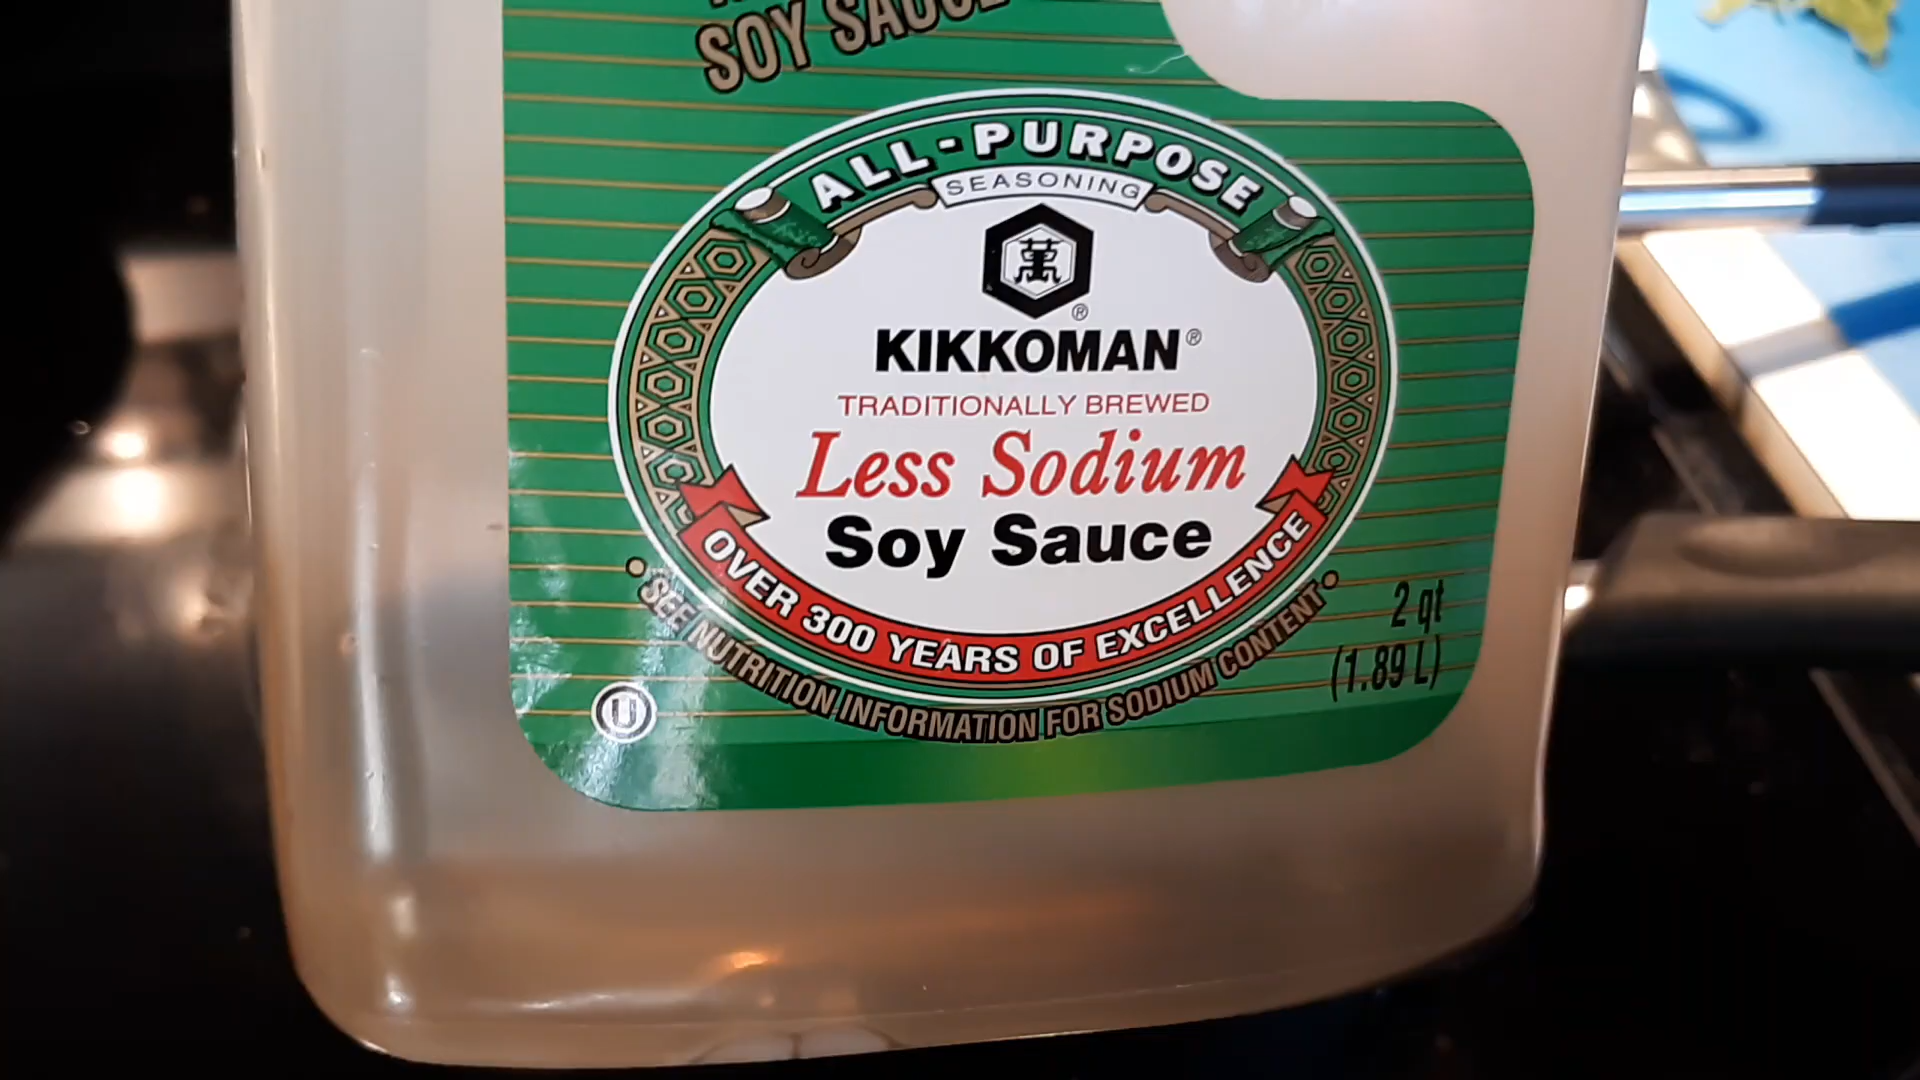 SOY SAUCE
ALL-PURPOSE
SEASONING
萬
®
KIKKOMAN®
TRADITIONALLY BREWED
Less Sodium
Soy Sauce
OVER 300 YEARS OF EXCELLENCE
•SEE NUTRITION INFORMATION FOR SODIUM CONTENT•
2 qt
(1.89 L)
U